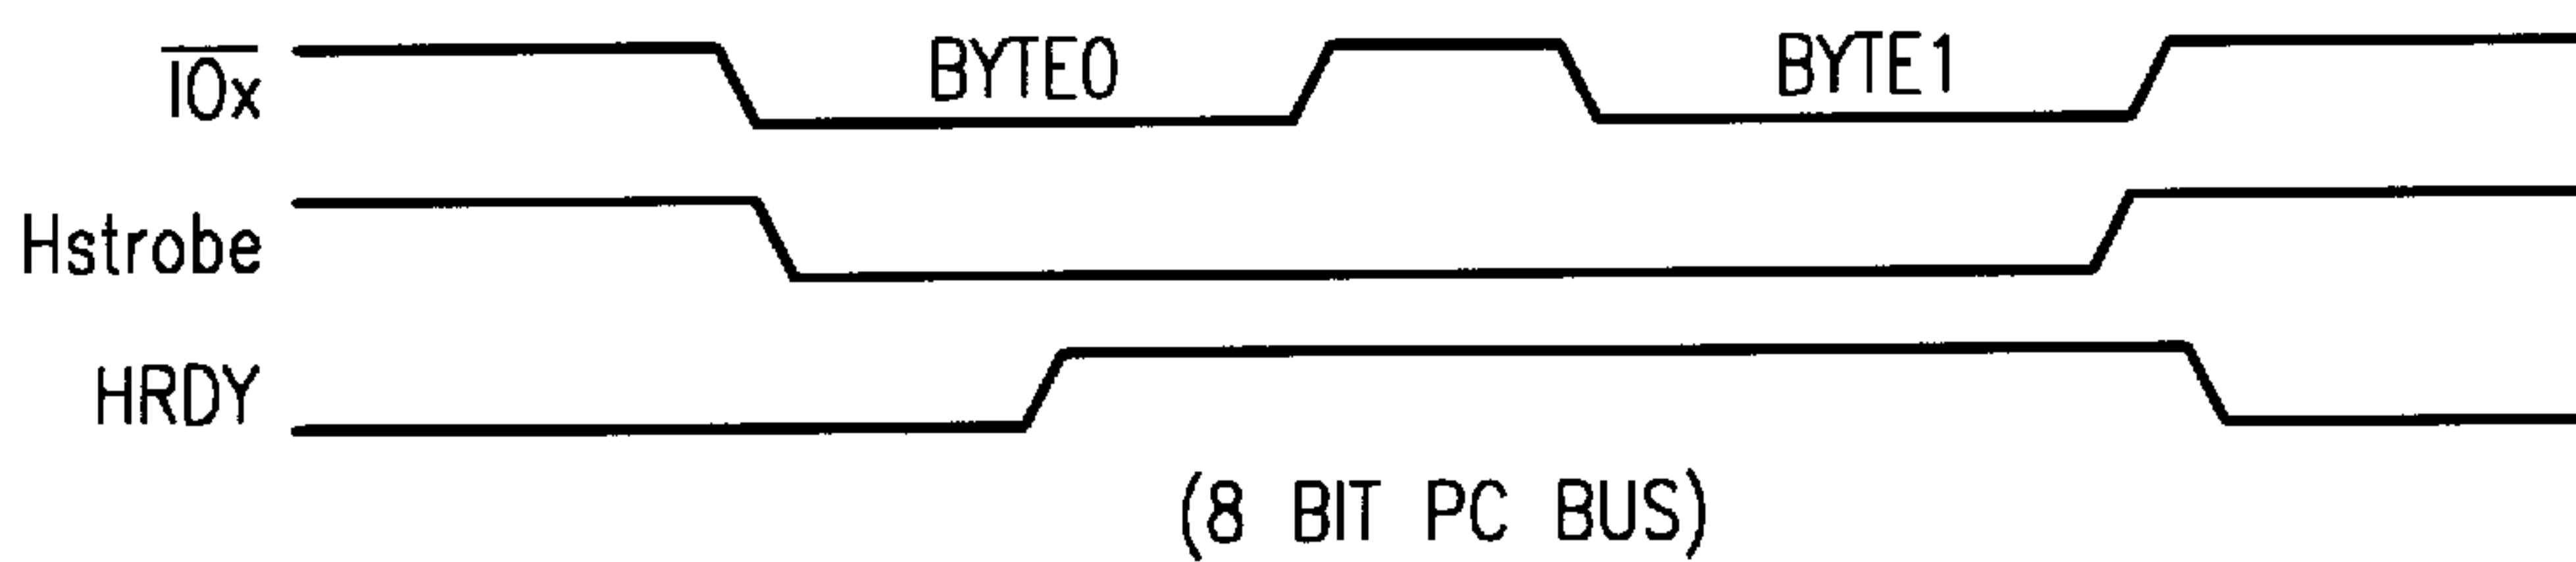 IOx
BYTE0
BYTE1
Hstrobe
HRDY
(8 BIT PC BUS)